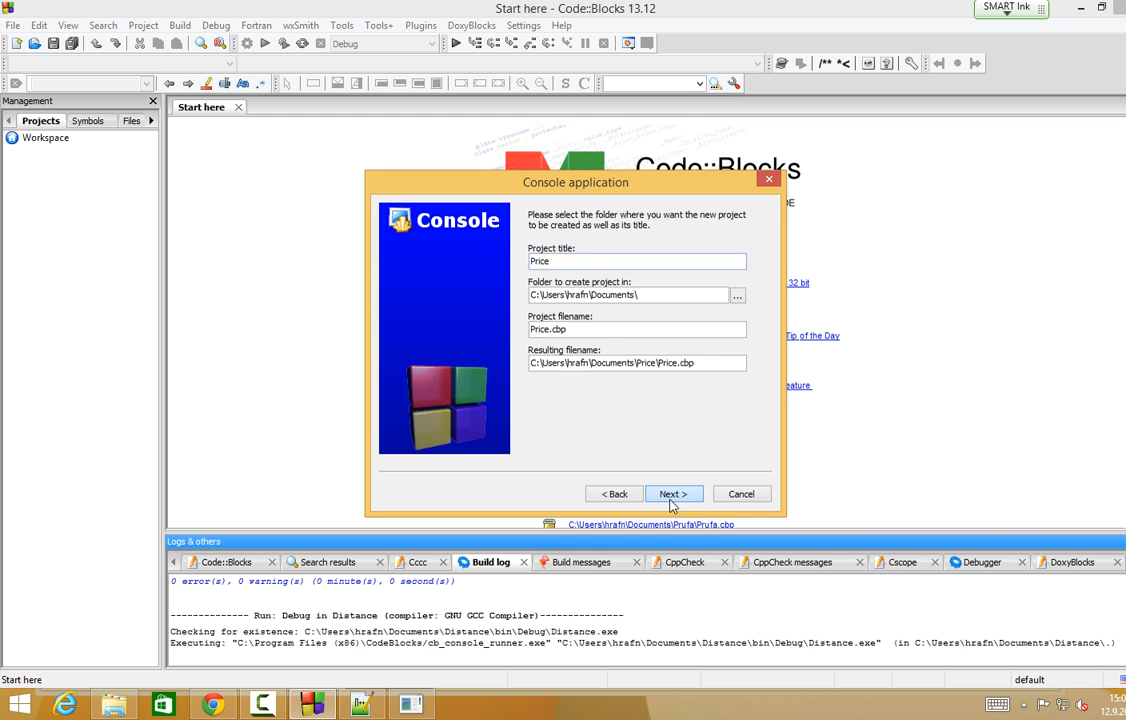 Start here - Code::Blocks 13.12
SMART Ink
File Edit View Search Project Build Debug Fortran wxSmith Tools Tools+ Plugins DoxyBlocks Settings Help
Debug
/** *<
S C
Management
Start here
Projects Symbols Files
Workspace
Code::Blocks
DE
32 bit
Tip of the Day
eature
Console application
Console
Please select the folder where you want the new project
to be created as well as its title.
Project title:
Price
Folder to create project in:
C:\Users\hrafn\Documents\
...
Project filename:
Price.cbp
Resulting filename:
C:\Users\hrafn\Documents\Price\Price.cbp
< Back Next > Cancel
C:\Users\hrafn\Documents\Prufa\Prufa.cbp
Logs & others
Code::Blocks Search results Cccc Build log Build messages CppCheck CppCheck messages Cscope Debugger DoxyBlocks
0 error(s), 0 warning(s) (0 minute(s), 0 second(s))
-------------- Run: Debug in Distance (compiler: GNU GCC Compiler)---------------
Checking for existence: C:\Users\hrafn\Documents\Distance\bin\Debug\Distance.exe
Executing: "C:\Program Files (x86)\CodeBlocks/cb_console_runner.exe" "C:\Users\hrafn\Documents\Distance\bin\Debug\Distance.exe" (in C:\Users\hrafn\Documents\Distance\.)
Start here
default
15:0
12.9.20